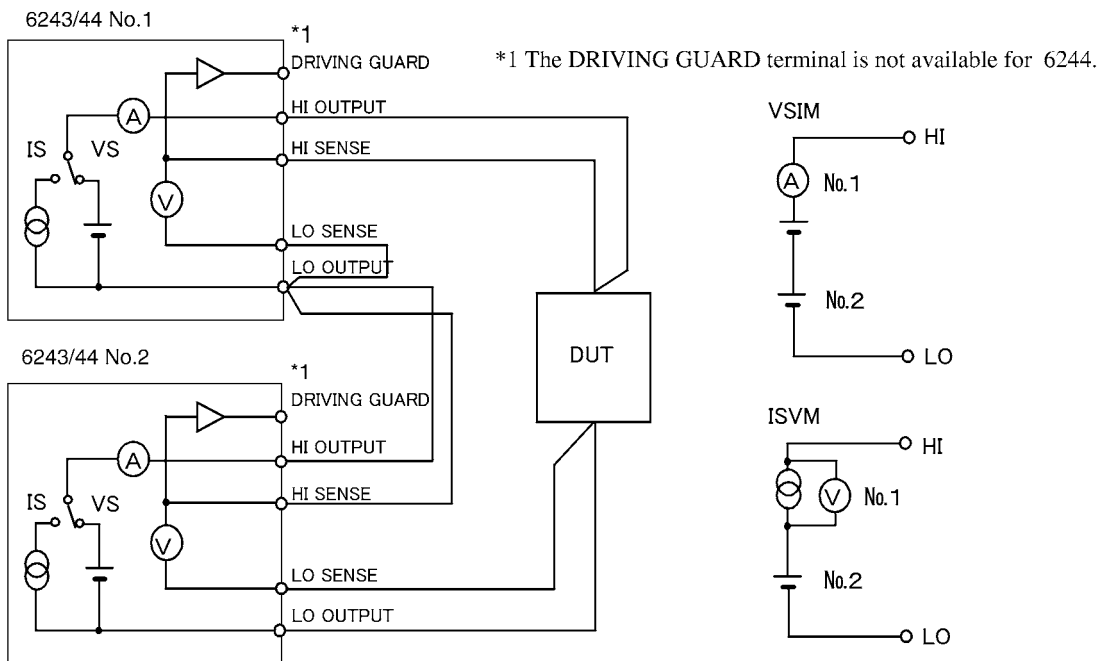 6243/44 No.1
*1
DRIVING GUARD
*1 The DRIVING GUARD terminal is not available for 6244.
HI OUTPUT
A
IS
VS
HI SENSE
V
LO SENSE
LO OUTPUT
6243/44 No.2
*1
DRIVING GUARD
HI OUTPUT
A
IS
VS
HI SENSE
V
LO SENSE
LO OUTPUT
DUT
VSIM
HI
A
No.1
No.2
LO
ISVM
HI
V
No.1
No.2
LO